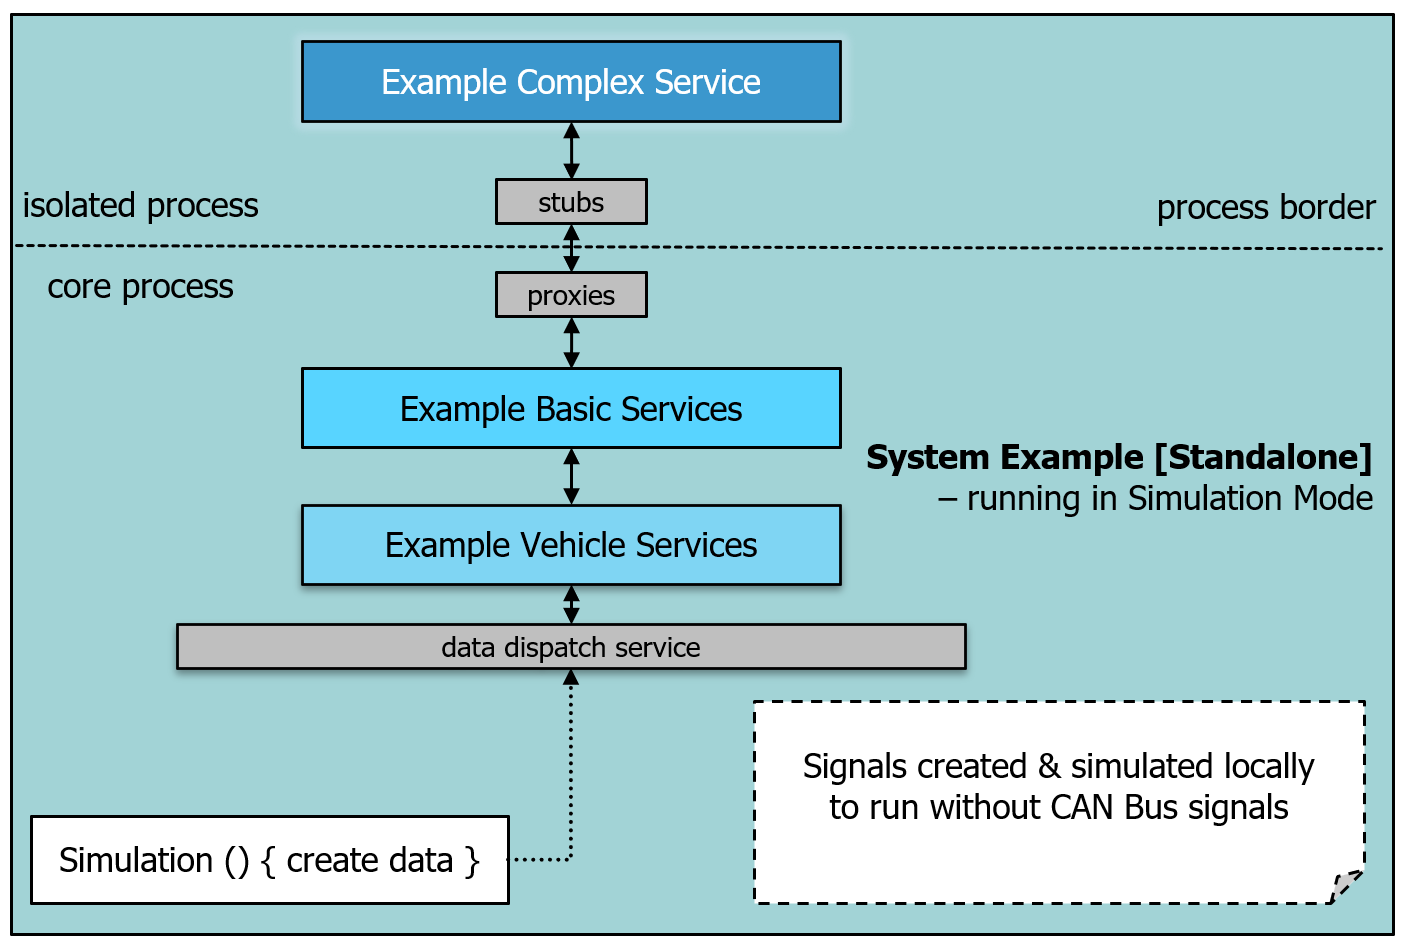 Example Complex Service
stubs
isolated process
process border
core process
proxies
Example Basic Services
System Example [Standalone]
– running in Simulation Mode
Example Vehicle Services
data dispatch service
Signals created & simulated locally
to run without CAN Bus signals
Simulation () { create data }